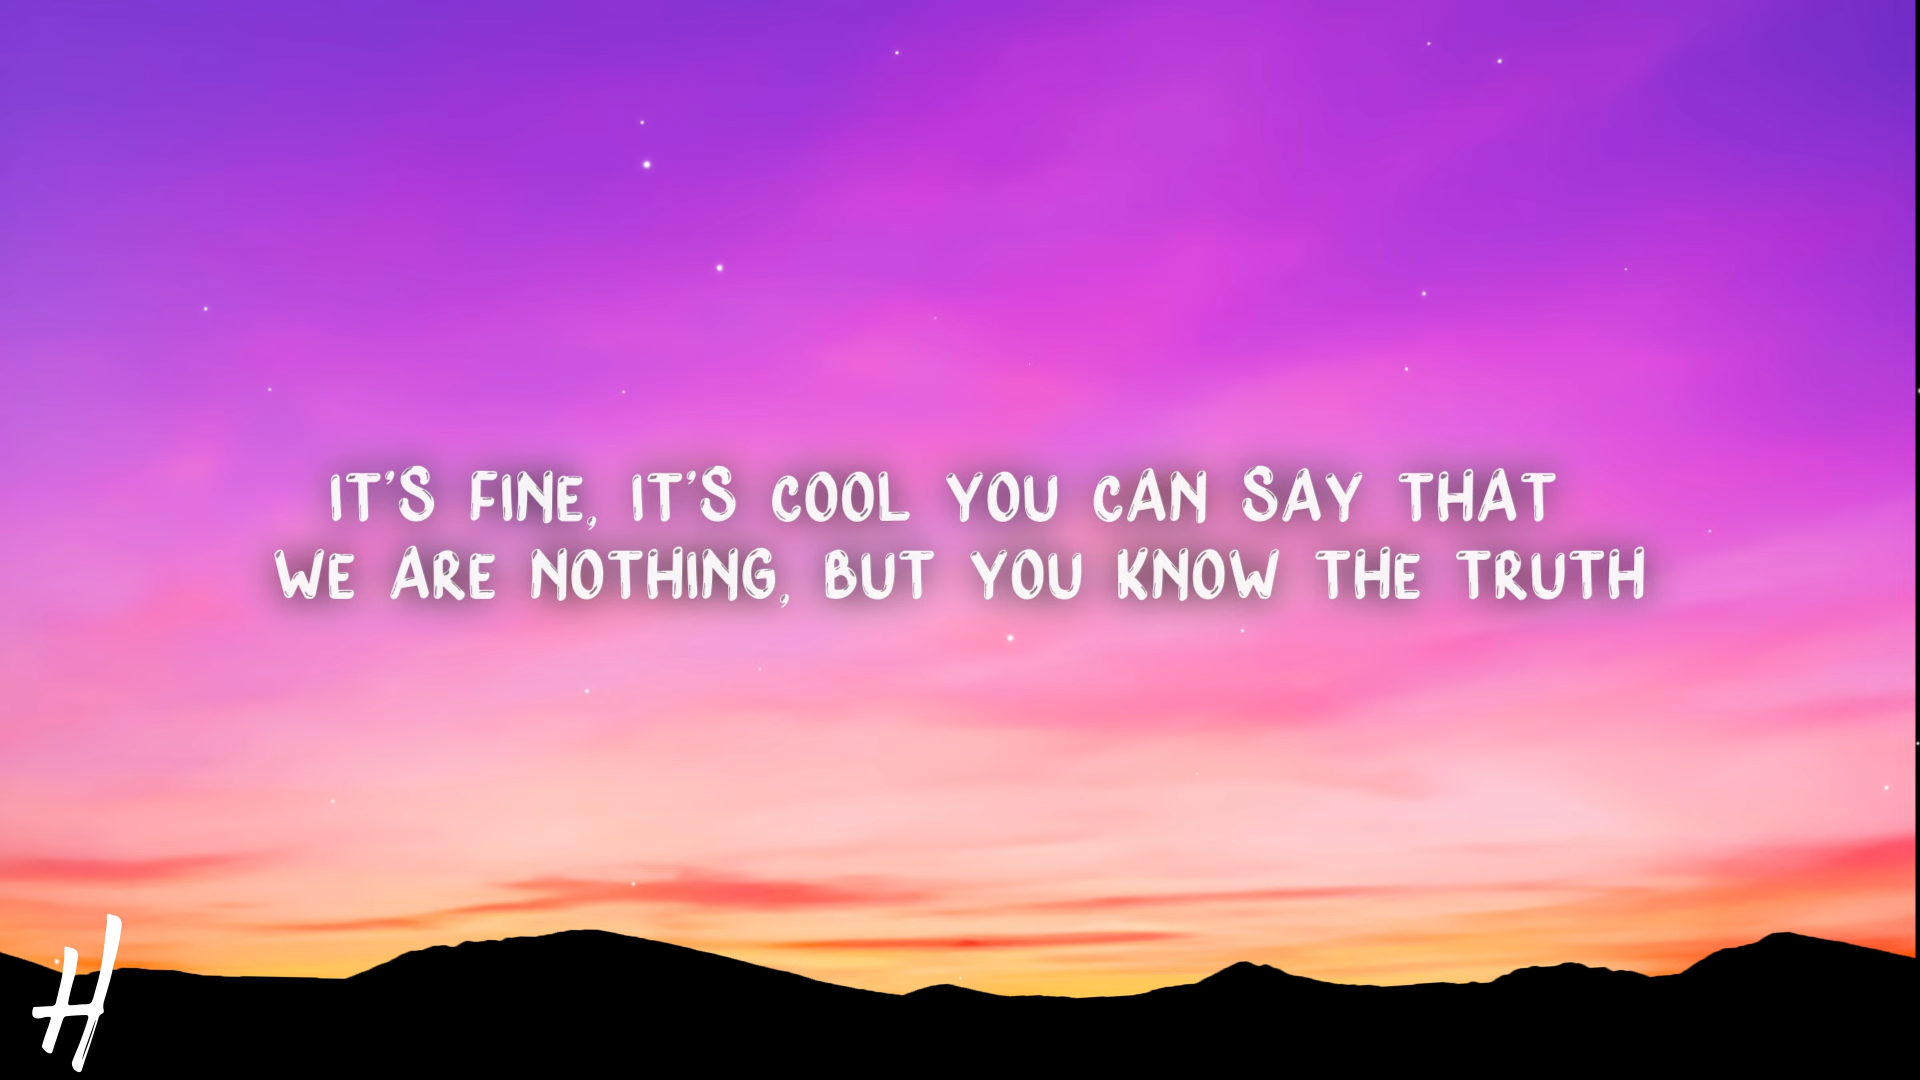 IT'S FINE, IT'S COOL YOU CAN SAY THAT
WE ARE NOTHING, BUT YOU KNOW THE TRUTH
H